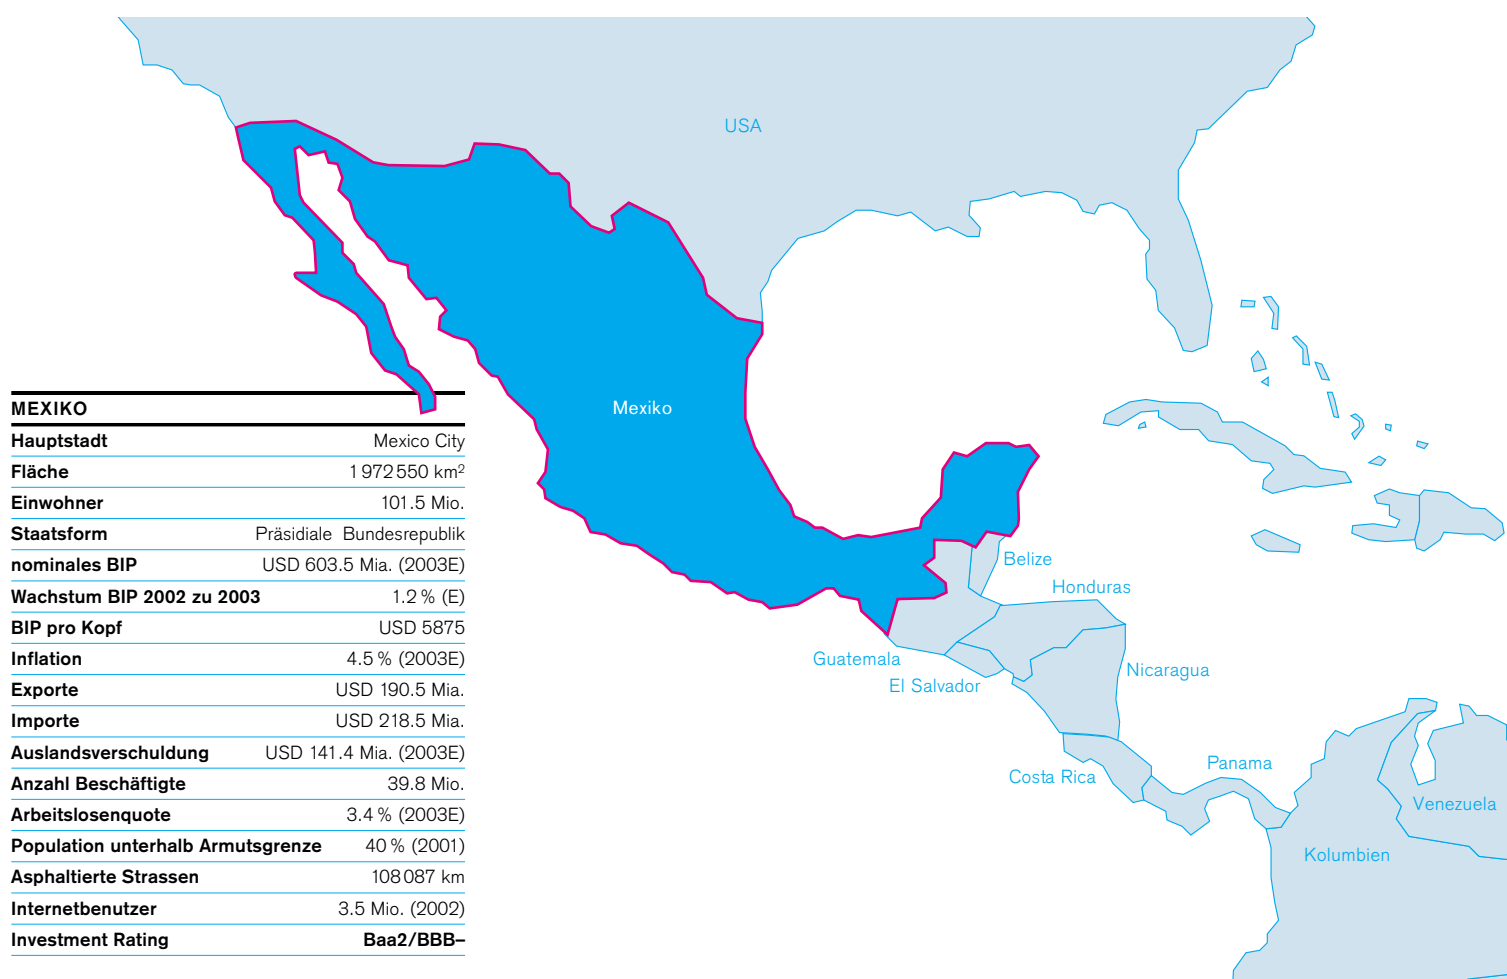 USA
Mexiko
MEXIKO
Hauptstadt Mexico City
Fläche 1 972 550 km²
Einwohner 101.5 Mio.
Staatsform Präsidiale Bundesrepublik
nominales BIP USD 603.5 Mia. (2003E)
Wachstum BIP 2002 zu 2003 1.2 % (E)
BIP pro Kopf USD 5875
Inflation 4.5 % (2003E)
Exporte USD 190.5 Mia.
Importe USD 218.5 Mia.
Auslandsverschuldung USD 141.4 Mia. (2003E)
Anzahl Beschäftigte 39.8 Mio.
Arbeitslosenquote 3.4 % (2003E)
Population unterhalb Armutsgrenze 40 % (2001)
Asphaltierte Strassen 108 087 km
Internetbenutzer 3.5 Mio. (2002)
Investment Rating Baa2/BBB–
Belize
Honduras
Guatemala
El Salvador
Nicaragua
Costa Rica
Panama
Venezuela
Kolumbien